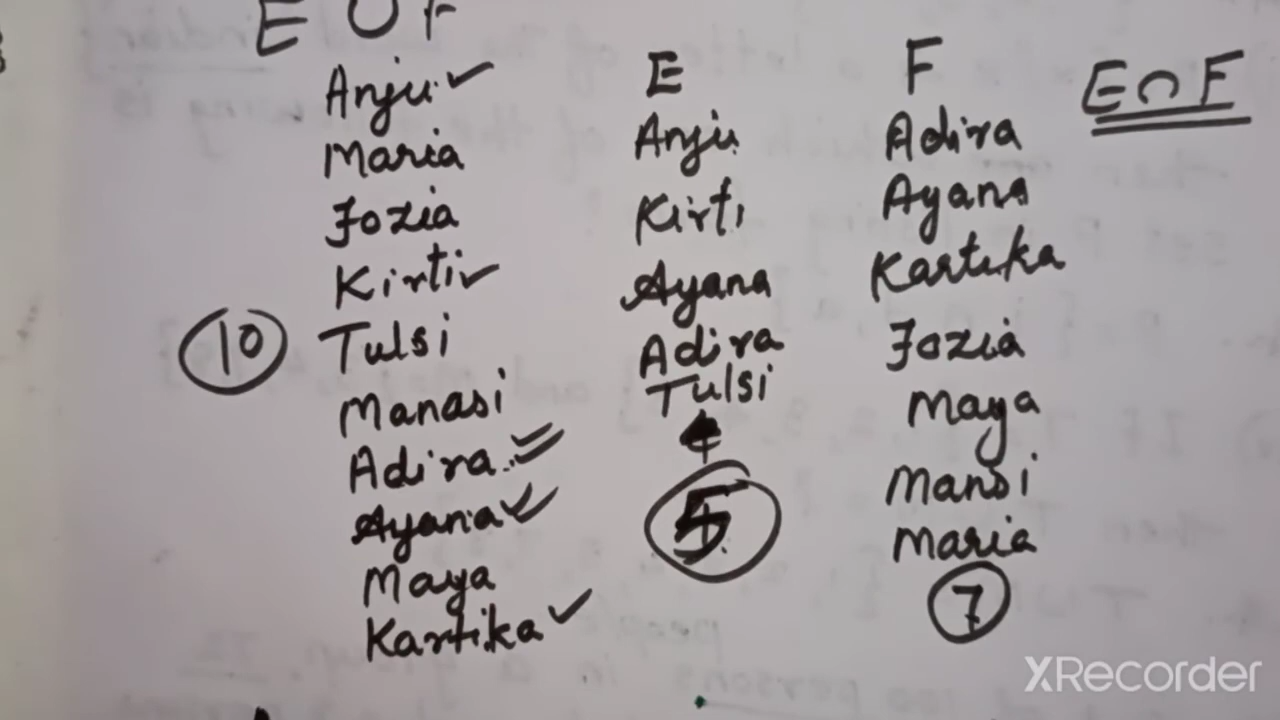 E ∪ F
Anju
Maria
Fozia
Kirti
10
Tulsi
Manasi
Adira
Ayana
Maya
Kartika
E
Anju
Kirti
Ayana
Adira
Tulsi
5
F
Adira
Ayana
Kartika
Fozia
Maya
Mansi
Maria
7
E∩F
XRecorder